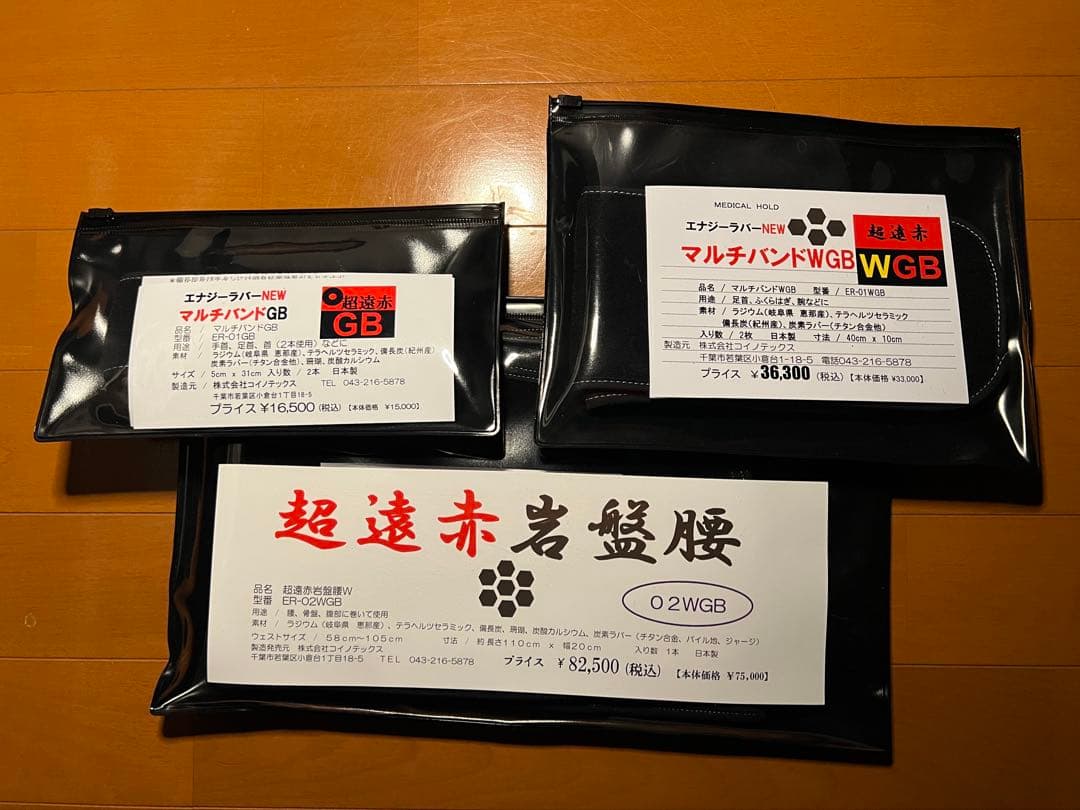 エナジーラバーNEW
マルチバンドGB
超遠赤
GB
品名 / マルチバンドGB
型番 / ER-01GB
用途 / 手首、足首、首(2本使用)などに
素材 / ラジウム(岐阜県 恵那産)、テラヘルツセラミック、備長炭(紀州産)
炭素ラバー(チタン合金他)、珊瑚、炭酸カルシウム
サイズ / 5cm x 31cm 入り数 / 2本 日本製
製造元 / 株式会社コイノテックス TEL 043-216-5878
千葉市若葉区小倉台1丁目18-5
プライス ¥16,500 (税込) 【本体価格 ¥15,000】
MEDICAL HOLD
エナジーラバーNEW
マルチバンドWGB
超遠赤
WGB
品名 / マルチバンドWGB 型番 / ER-01WGB
用途 / 足首、ふくらはぎ、腕などに
素材 / ラジウム(岐阜県 恵那産)、テラヘルツセラミック
備長炭(紀州産)、炭素ラバー(チタン合金他)
入り数 / 2枚 日本製 寸法 / 40cm x 10cm
製造元 株式会社コイノテックス
千葉市若葉区小倉台1-18-5 電話043-216-5878
プライス ¥36,300 (税込) 【本体価格 ¥33,000】
超遠赤岩盤腰
品名 超遠赤岩盤腰W
型番 ER-02WGB
02WGB
用途 / 腰、骨盤、腹部に巻いて使用
素材 / ラジウム(岐阜県 恵那産)、テラヘルツセラミック、備長炭、珊瑚、炭酸カルシウム、炭素ラバー(チタン合金、パイル地、ジャージ)
ウェストサイズ / 58cm~105cm 寸法 / 約長さ110cm x 幅20cm 入り数 1本 日本製
製造発売元 株式会社コイノテックス
千葉市若葉区小倉台1丁目18-5 TEL 043-216-5878 プライス ¥82,500 (税込) 【本体価格 ¥75,000】